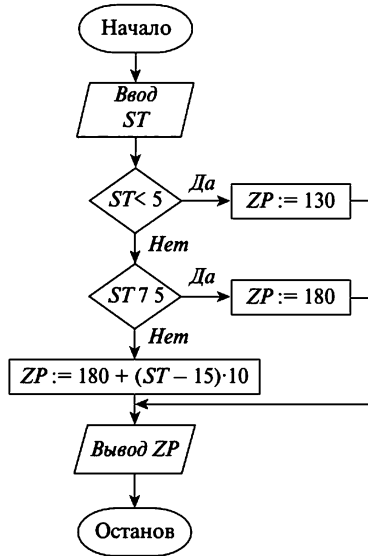 Начало
Ввод
ST
ST< 5
Да
ZP := 130
Нет
ST 7 5
Да
ZP := 180
Нет
ZP := 180 + (ST – 15)·10
Вывод ZP
Останов